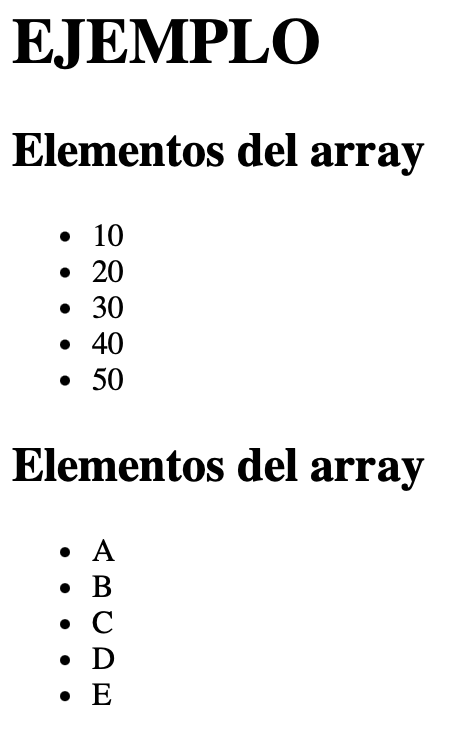 EJEMPLO
Elementos del array
• 10
• 20
• 30
• 40
• 50
Elementos del array
• A
• B
• C
• D
• E